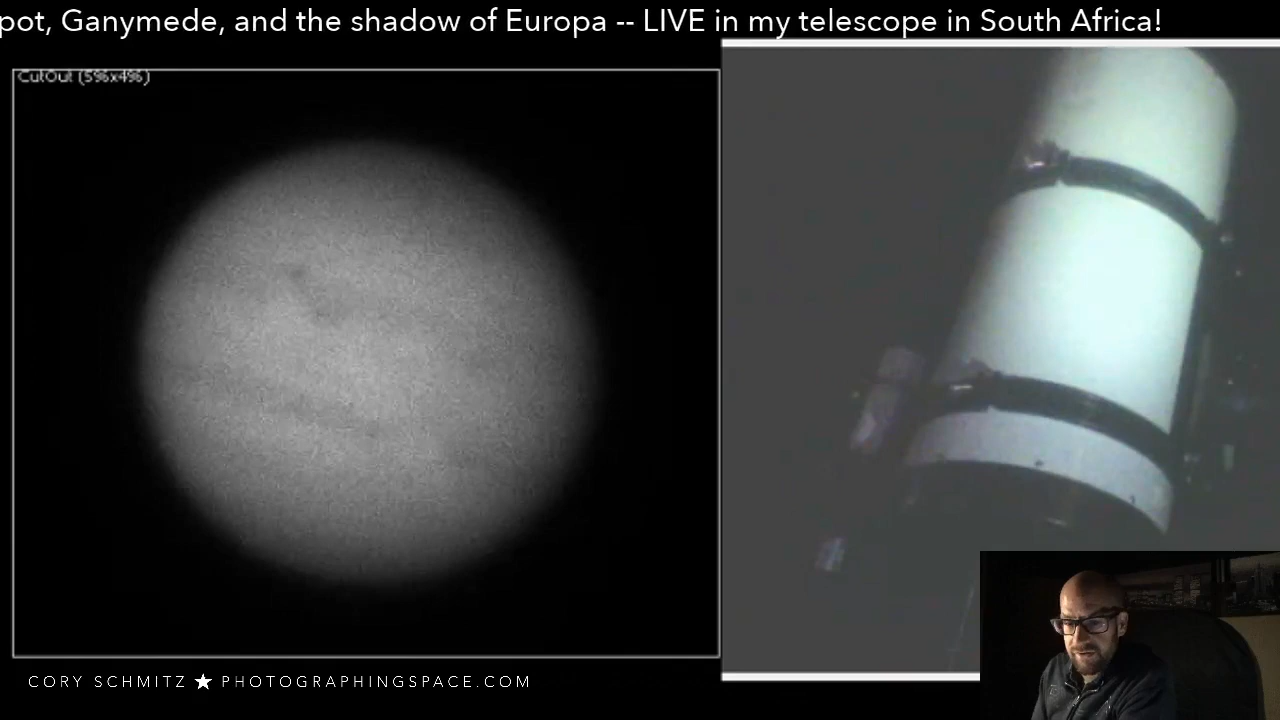 pot, Ganymede, and the shadow of Europa -- LIVE in my telescope in South Africa!
CutOut (5%x4%)
CORY SCHMITZ ★ PHOTOGRAPHINGSPACE.COM